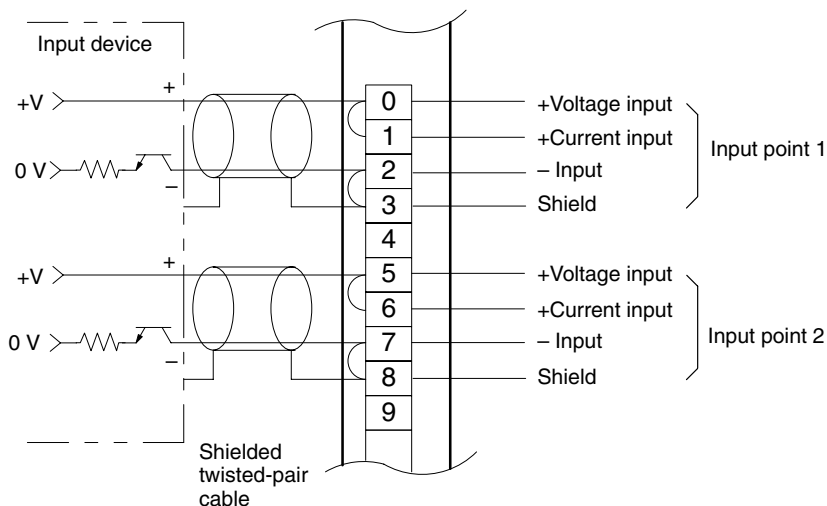 Input device
+
+V
0 V
–
+
+V
0 V
–
Shielded
twisted-pair
cable
0
1
2
3
4
5
6
7
8
9
+Voltage input
+Current input
– Input
Shield
Input point 1
+Voltage input
+Current input
– Input
Shield
Input point 2